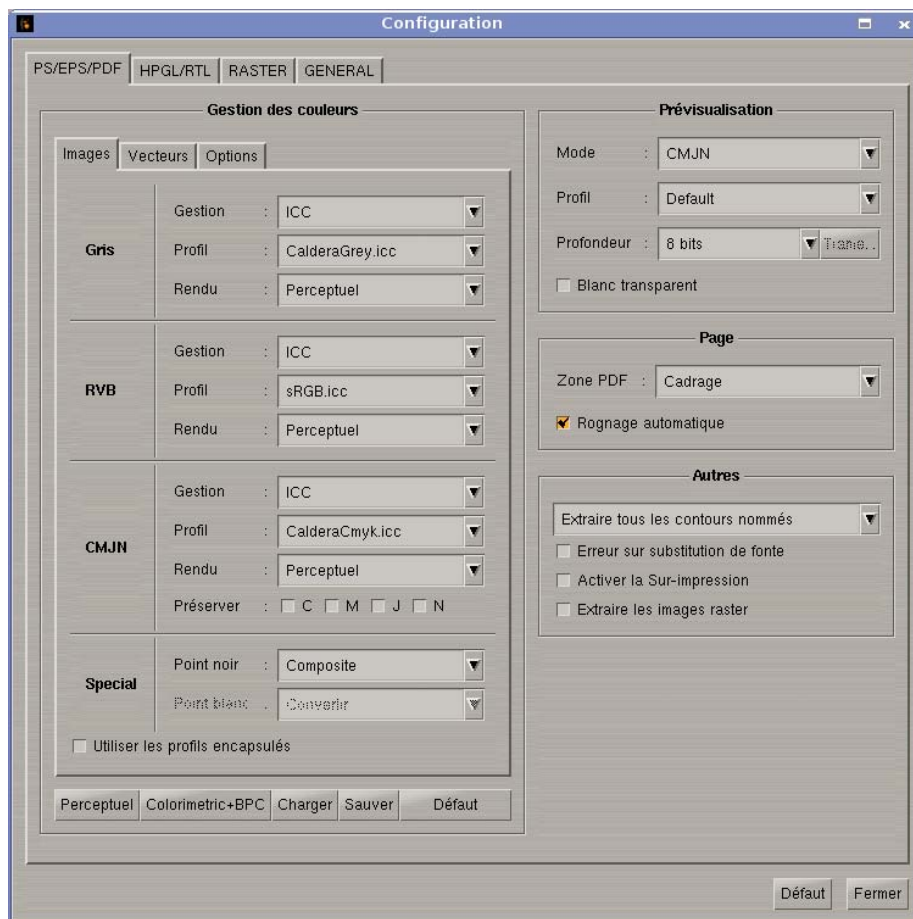 Configuration
PS/EPS/PDF HPGL/RTL RASTER GENERAL
Gestion des couleurs
Images Vecteurs Options
Gris
Gestion : ICC
Profil : CalderaGrey.icc
Rendu : Perceptuel
RVB
Gestion : ICC
Profil : sRGB.icc
Rendu : Perceptuel
CMJN
Gestion : ICC
Profil : CalderaCmyk.icc
Rendu : Perceptuel
Préserver : C M J N
Special
Point noir : Composite
Point blanc : Convertir
Utiliser les profils encapsulés
Perceptuel Colorimetric+BPC Charger Sauver Défaut
Prévisualisation
Mode : CMJN
Profil : Default
Profondeur : 8 bits Trame..
Blanc transparent
Page
Zone PDF : Cadrage
Rognage automatique
Autres
Extraire tous les contours nommés
Erreur sur substitution de fonte
Activer la Sur-impression
Extraire les images raster
Défaut Fermer